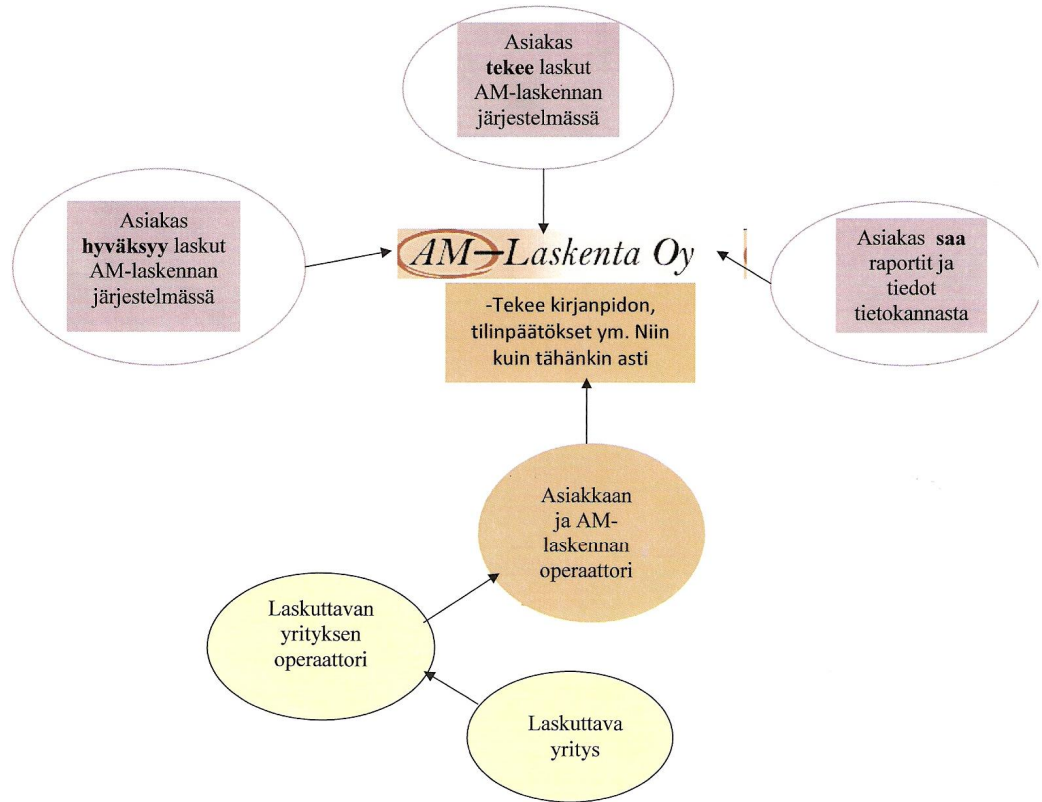 Asiakas
tekee laskut
AM-laskennan
järjestelmässä
Asiakas
hyväksyy laskut
AM-laskennan
järjestelmässä
AM-Laskenta Oy
Asiakas saa
raportit ja
tiedot
tietokannasta
-Tekee kirjanpidon,
tilinpäätökset ym. Niin
kuin tähänkin asti
Asiakkaan
ja AM-
laskennan
operaattori
Laskuttavan
yrityksen
operaattori
Laskuttava
yritys